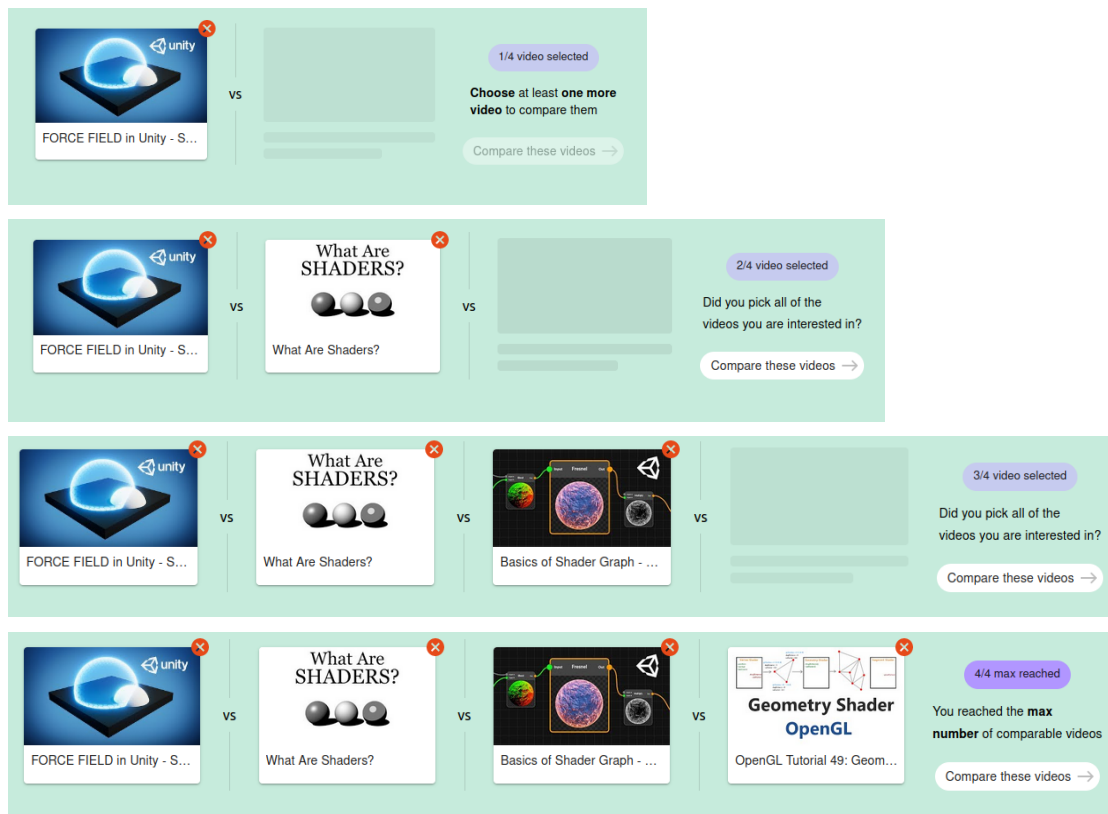 unity
FORCE FIELD in Unity - S...
vs
1/4 video selected
Choose at least one more
video to compare them
Compare these videos
unity
FORCE FIELD in Unity - S...
vs
What Are
SHADERS?
What Are Shaders?
vs
2/4 video selected
Did you pick all of the
videos you are interested in?
Compare these videos
unity
FORCE FIELD in Unity - S...
vs
What Are
SHADERS?
What Are Shaders?
vs
Fresnel
Basics of Shader Graph - ...
vs
3/4 video selected
Did you pick all of the
videos you are interested in?
Compare these videos
unity
FORCE FIELD in Unity - S...
vs
What Are
SHADERS?
What Are Shaders?
vs
Fresnel
Basics of Shader Graph - ...
vs
Geometry Shader
OpenGL
OpenGL Tutorial 49: Geom...
4/4 max reached
You reached the max
number of comparable videos
Compare these videos